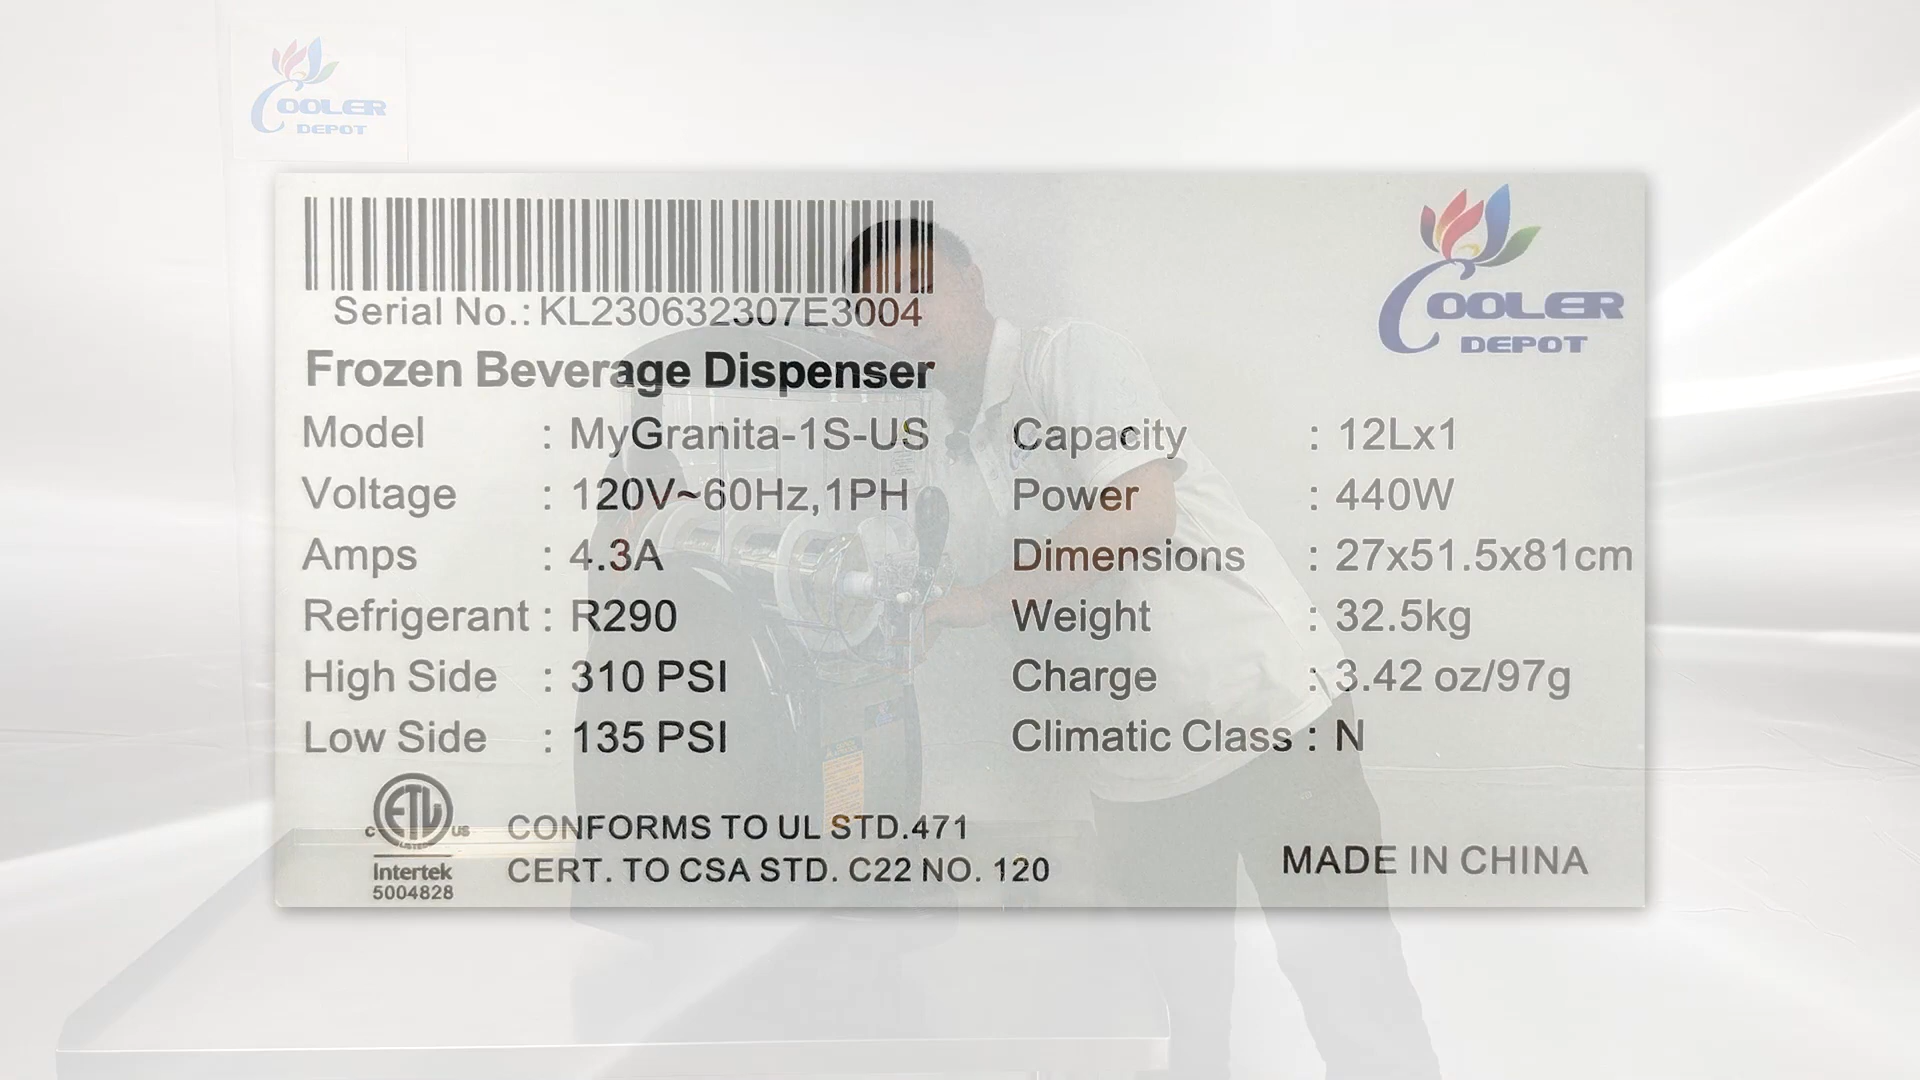 COOLER
DEPOT
Serial No.: KL230632307E3004
COOLER
DEPOT
Frozen Beverage Dispenser
Model : MyGranita-1S-US Capacity : 12Lx1
Voltage : 120V~60Hz,1PH Power : 440W
Amps : 4.3A Dimensions : 27x51.5x81cm
Refrigerant : R290 Weight : 32.5kg
High Side : 310 PSI Charge : 3.42 oz/97g
Low Side : 135 PSI Climatic Class : N
C ETL US
LISTED
Intertek
5004828
CONFORMS TO UL STD.471
CERT. TO CSA STD. C22 NO. 120
MADE IN CHINA